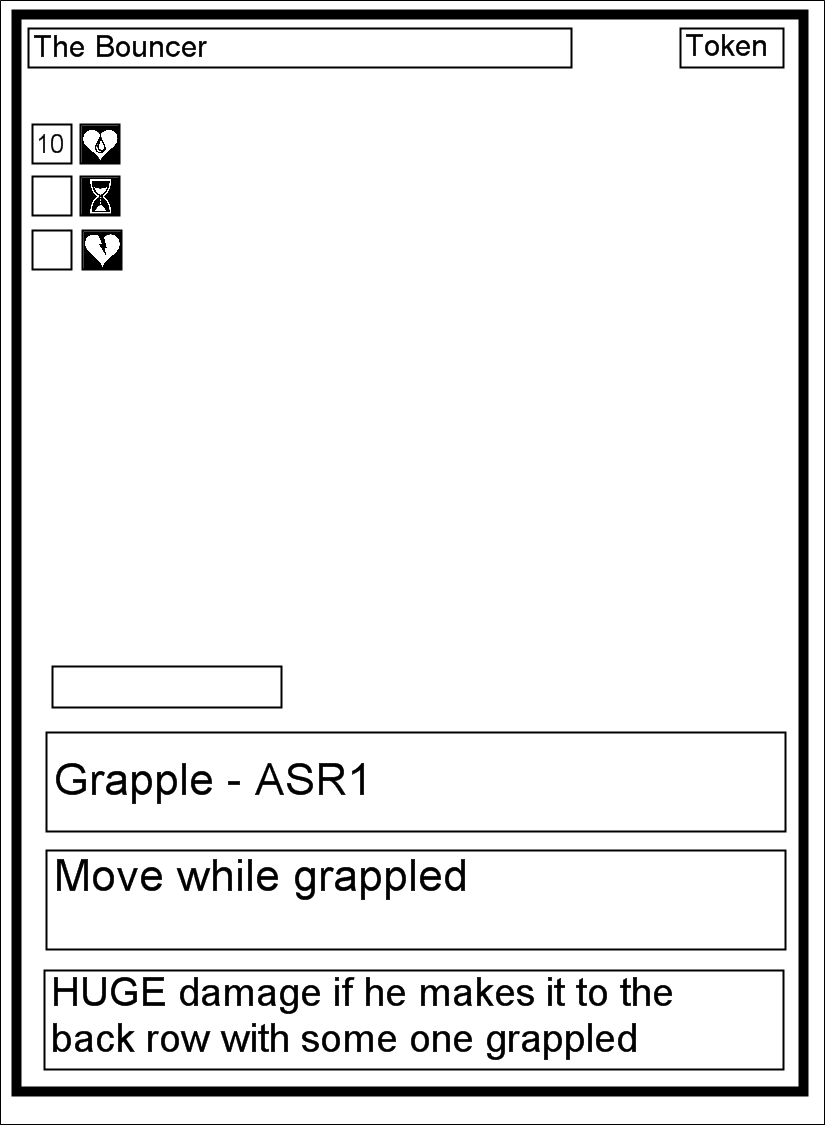 The Bouncer
Token
10
Grapple - ASR1
Move while grappled
HUGE damage if he makes it to the
back row with some one grappled